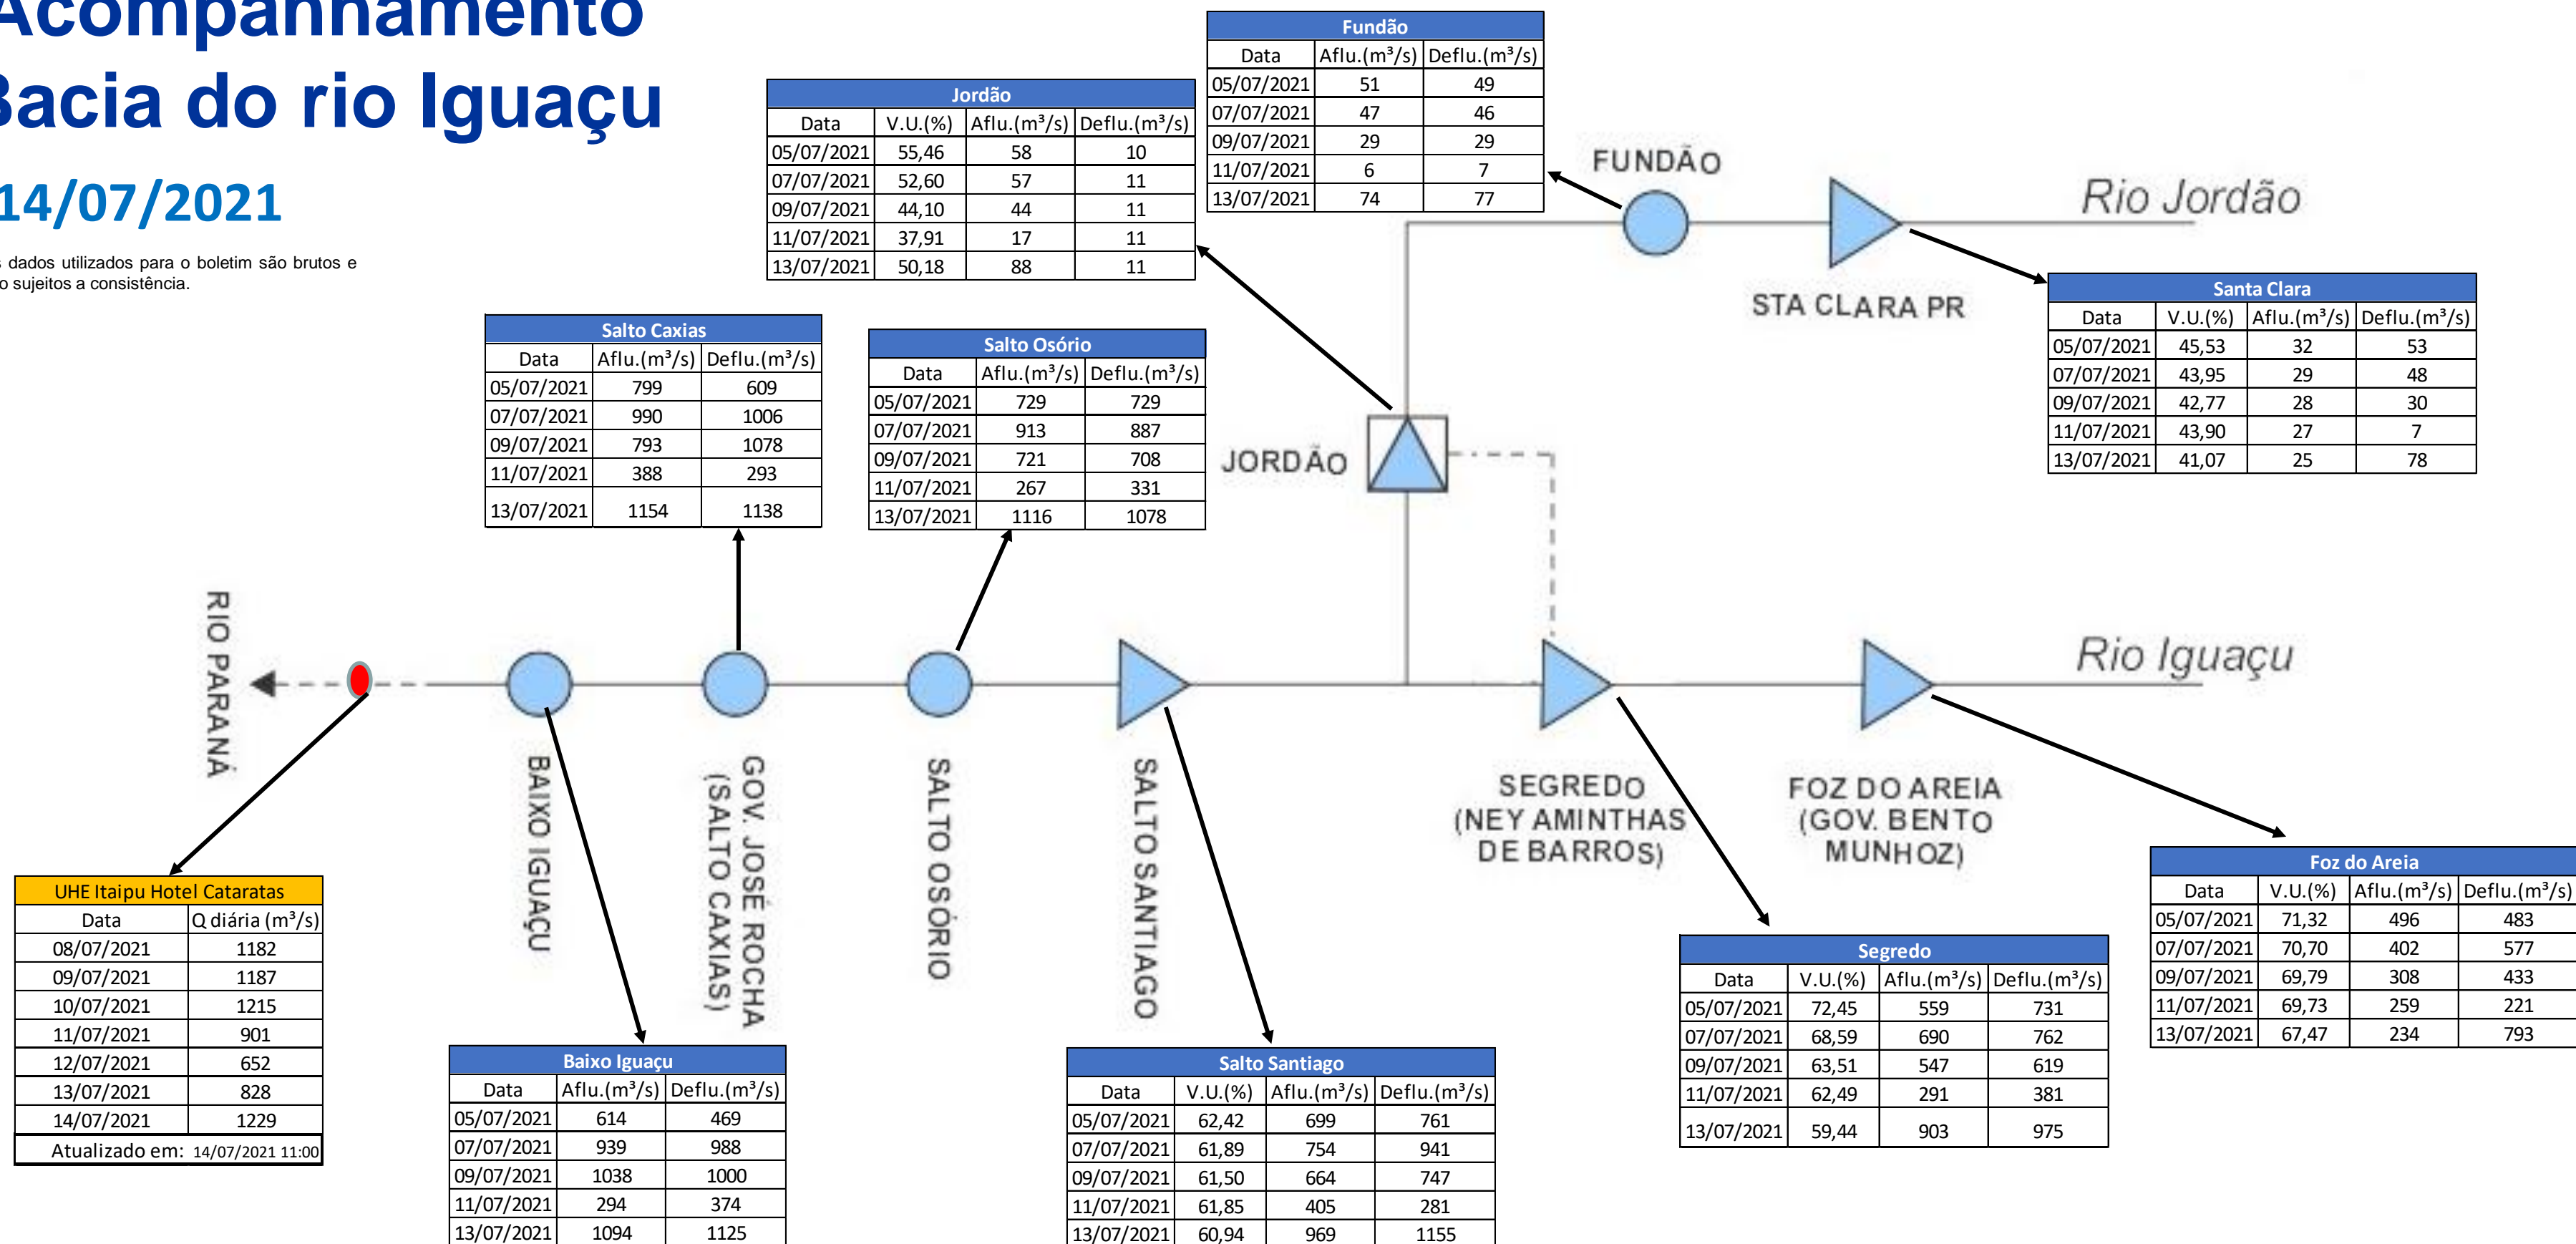 Acompanhamento
Bacia do rio Iguaçu
14/07/2021
s dados utilizados para o boletim são brutos e
o sujeitos a consistência.
Fundão
Data Aflu.(m³/s) Deflu.(m³/s)
05/07/2021 51 49
07/07/2021 47 46
09/07/2021 29 29
11/07/2021 6 7
13/07/2021 74 77
Jordão
Data V.U.(%) Aflu.(m³/s) Deflu.(m³/s)
05/07/2021 55,46 58 10
07/07/2021 52,60 57 11
09/07/2021 44,10 44 11
11/07/2021 37,91 17 11
13/07/2021 50,18 88 11
FUNDÃO
STA CLARA PR
Rio Jordão
Santa Clara
Data V.U.(%) Aflu.(m³/s) Deflu.(m³/s)
05/07/2021 45,53 32 53
07/07/2021 43,95 29 48
09/07/2021 42,77 28 30
11/07/2021 43,90 27 7
13/07/2021 41,07 25 78
Salto Caxias
Data Aflu.(m³/s) Deflu.(m³/s)
05/07/2021 799 609
07/07/2021 990 1006
09/07/2021 793 1078
11/07/2021 388 293
13/07/2021 1154 1138
Salto Osório
Data Aflu.(m³/s) Deflu.(m³/s)
05/07/2021 729 729
07/07/2021 913 887
09/07/2021 721 708
11/07/2021 267 331
13/07/2021 1116 1078
JORDÃO
RIO PARANÁ
BAIXO IGUAÇU
GOV. JOSÉ ROCHA
(SALTO CAXIAS)
SALTO OSÓRIO
SALTO SANTIAGO
SEGREDO
(NEY AMINTHAS
DE BARROS)
FOZ DO AREIA
(GOV. BENTO
MUNHOZ)
Rio Iguaçu
UHE Itaipu Hotel Cataratas
Data Q diária (m³/s)
08/07/2021 1182
09/07/2021 1187
10/07/2021 1215
11/07/2021 901
12/07/2021 652
13/07/2021 828
14/07/2021 1229
Atualizado em: 14/07/2021 11:00
Baixo Iguaçu
Data Aflu.(m³/s) Deflu.(m³/s)
05/07/2021 614 469
07/07/2021 939 988
09/07/2021 1038 1000
11/07/2021 294 374
13/07/2021 1094 1125
Salto Santiago
Data V.U.(%) Aflu.(m³/s) Deflu.(m³/s)
05/07/2021 62,42 699 761
07/07/2021 61,89 754 941
09/07/2021 61,50 664 747
11/07/2021 61,85 405 281
13/07/2021 60,94 969 1155
Segredo
Data V.U.(%) Aflu.(m³/s) Deflu.(m³/s)
05/07/2021 72,45 559 731
07/07/2021 68,59 690 762
09/07/2021 63,51 547 619
11/07/2021 62,49 291 381
13/07/2021 59,44 903 975
Foz do Areia
Data V.U.(%) Aflu.(m³/s) Deflu.(m³/s)
05/07/2021 71,32 496 483
07/07/2021 70,70 402 577
09/07/2021 69,79 308 433
11/07/2021 69,73 259 221
13/07/2021 67,47 234 793